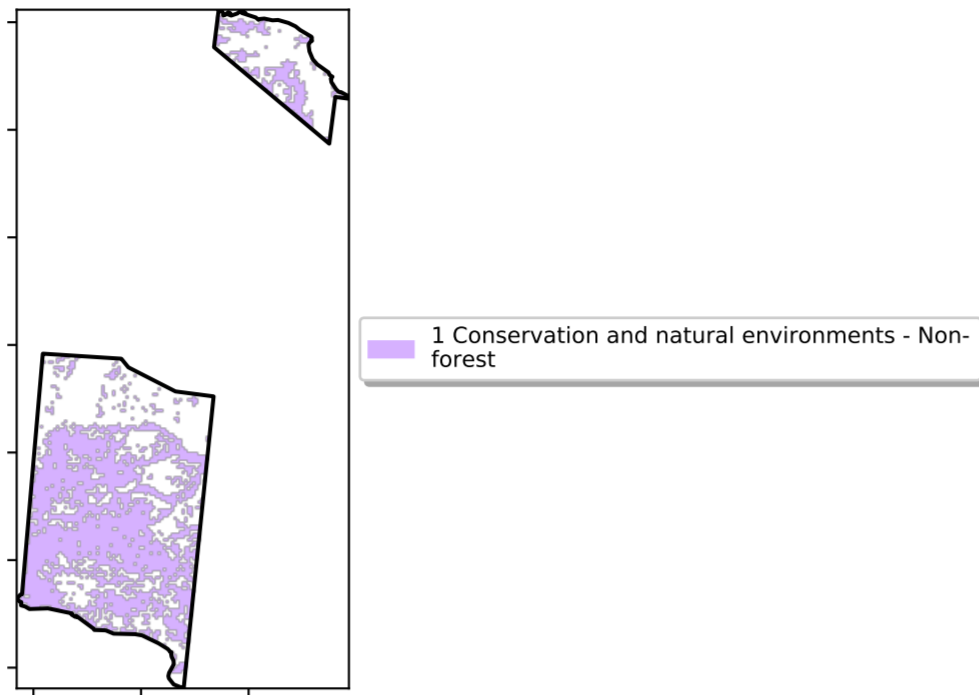 1 Conservation and natural environments - Non-
forest